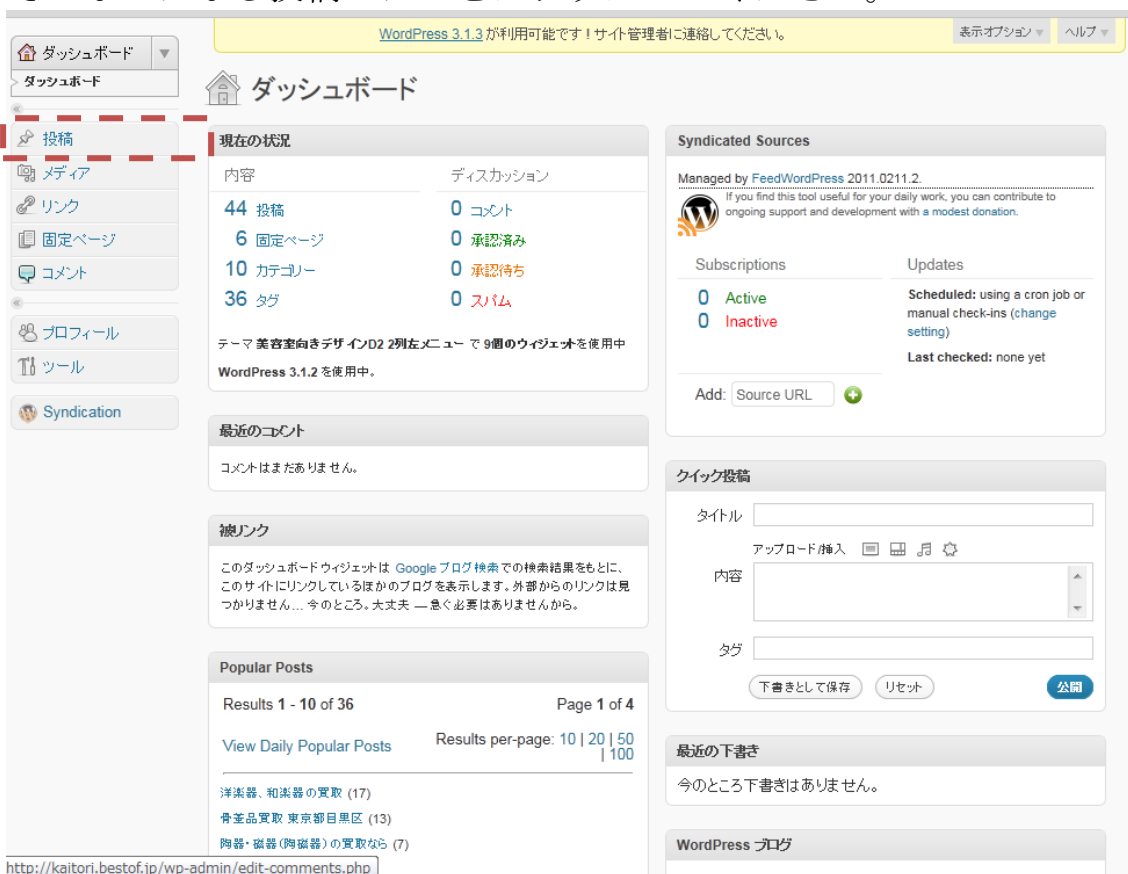 WordPress 3.1.3 が利用可能です ! サイト管理者に連絡してください。
表示オプション
ヘルプ
ダッシュボード
ダッシュボード
投稿
メディア
リンク
固定ページ
コメント
プロフィール
ツール
Syndication
ダッシュボード
現在の状況
内容
ディスカッション
44 投稿
0 コメント
6 固定ページ
0 承認済み
10 カテゴリー
0 承認待ち
36 タグ
0 スパム
テーマ 美容室向きデザインD2 2列左メニュー で 9個のウィジェットを使用中
WordPress 3.1.2 を使用中。
最近のコメント
コメントはまだありません。
被リンク
このダッシュボードウィジェットは Google ブログ検索での検索結果をもとに、
このサイトにリンクしているほかのブログを表示します。外部からのリンクは見
つかりません… 今のところ。大丈夫 — 急ぐ必要はありませんから。
Popular Posts
Results 1 - 10 of 36
Page 1 of 4
View Daily Popular Posts
Results per-page: 10 | 20 | 50
| 100
洋楽器、和楽器の買取 (17)
骨董品買取 東京都目黒区 (13)
陶器・磁器(陶磁器)の買取なら (7)
http://kaitori.bestof.jp/wp-admin/edit-comments.php
Syndicated Sources
Managed by FeedWordPress 2011.0211.2.
If you find this tool useful for your daily work, you can contribute to
ongoing support and development with a modest donation.
Subscriptions
Updates
0 Active
0 Inactive
Scheduled: using a cron job or
manual check-ins (change
setting)
Last checked: none yet
Add: Source URL
クイック投稿
タイトル
アップロード/挿入
内容
タグ
下書きとして保存
リセット
公開
最近の下書き
今のところ下書きはありません。
WordPress ブログ